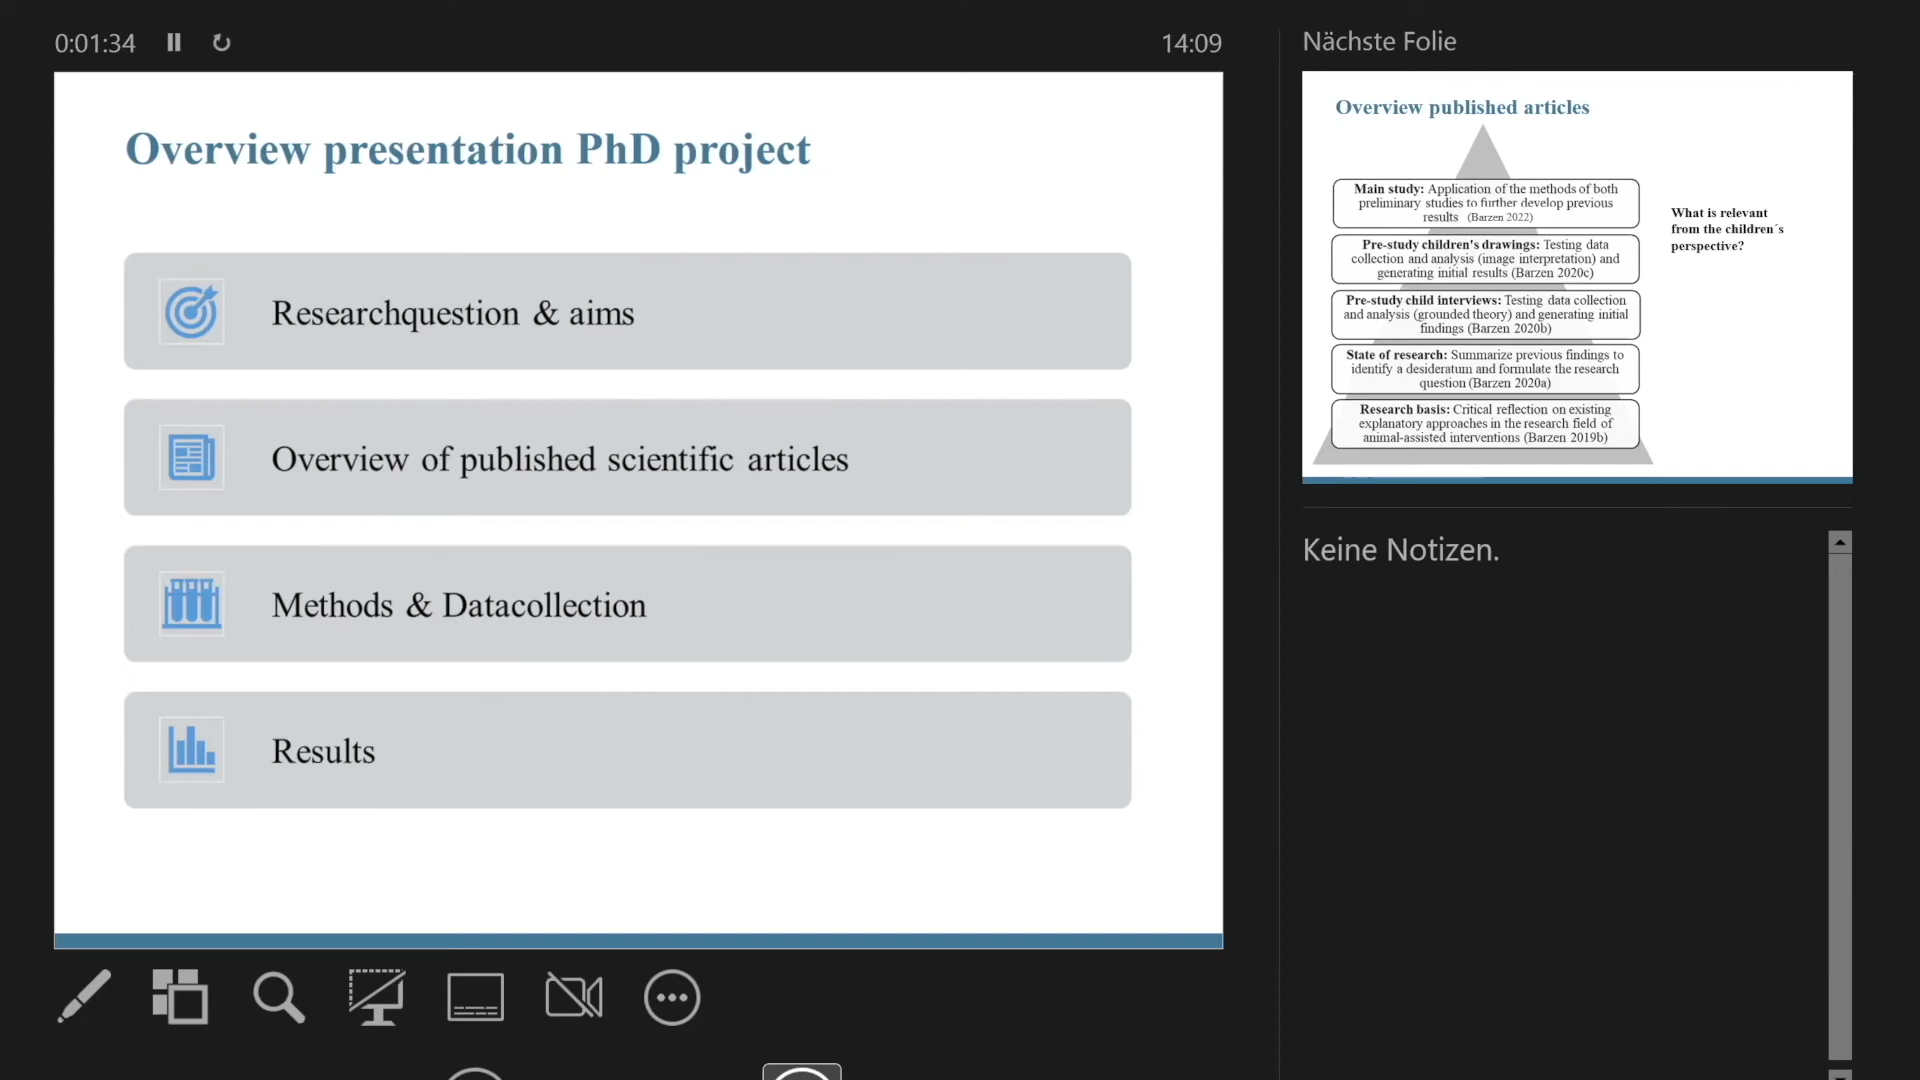 0:01:34
14:09
Overview presentation PhD project
Researchquestion & aims
Overview of published scientific articles
Methods & Datacollection
Results
Nächste Folie
Overview published articles
Main study: Application of the methods of both
preliminary studies to further develop previous
results (Barzen 2022)
Pre-study children's drawings: Testing data
collection and analysis (image interpretation) and
generating initial results (Barzen 2020c)
Pre-study child interviews: Testing data collection
and analysis (grounded theory) and generating initial
findings (Barzen 2020b)
State of research: Summarize previous findings to
identify a desideratum and formulate the research
question (Barzen 2020a)
Research basis: Critical reflection on existing
explanatory approaches in the research field of
animal-assisted interventions (Barzen 2019b)
What is relevant
from the children´s
perspective?
Keine Notizen.